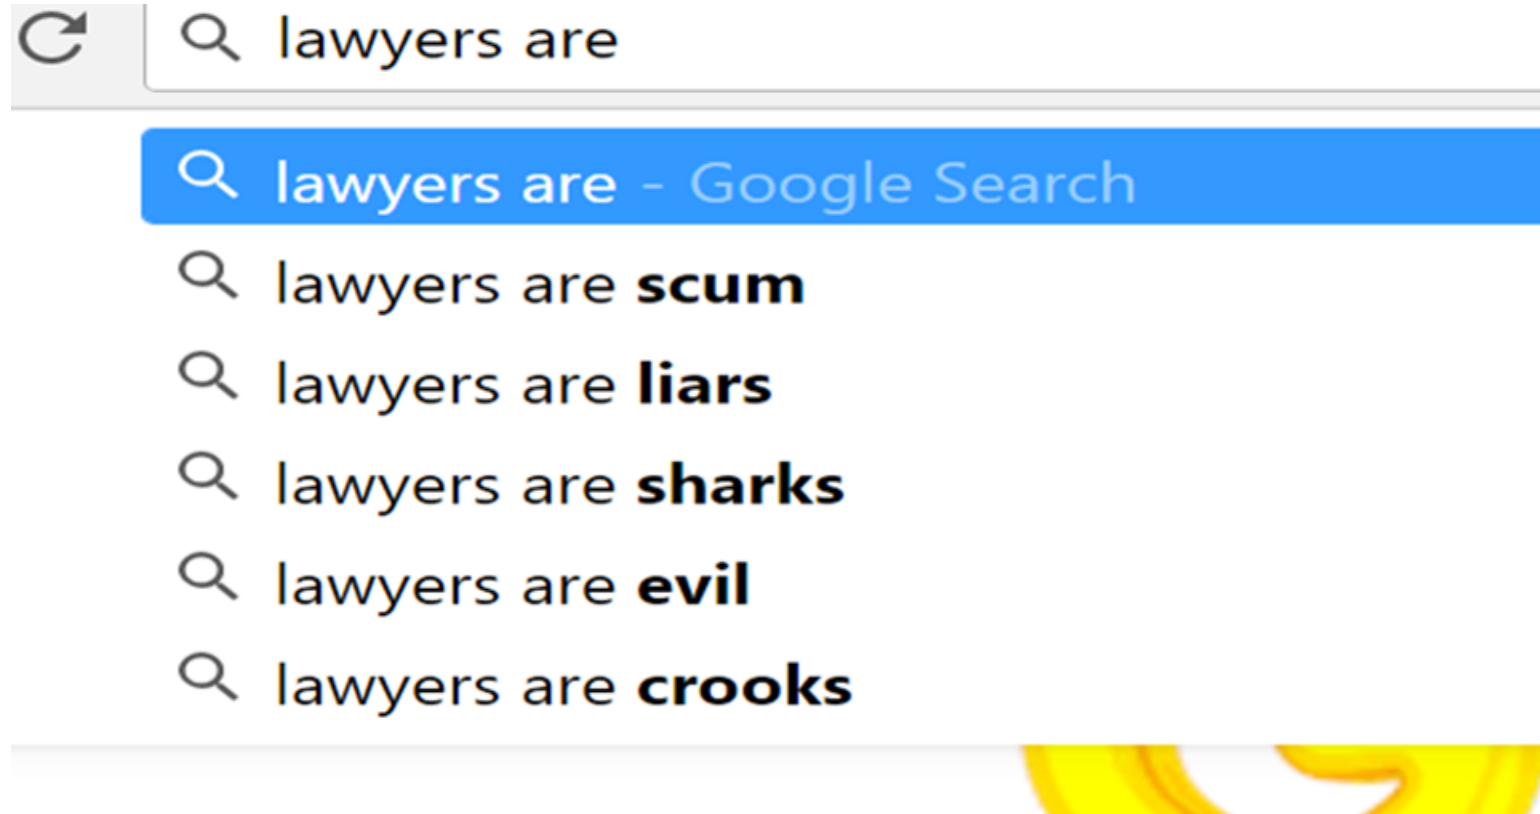 lawyers are
lawyers are - Google Search
lawyers are scum
lawyers are liars
lawyers are sharks
lawyers are evil
lawyers are crooks